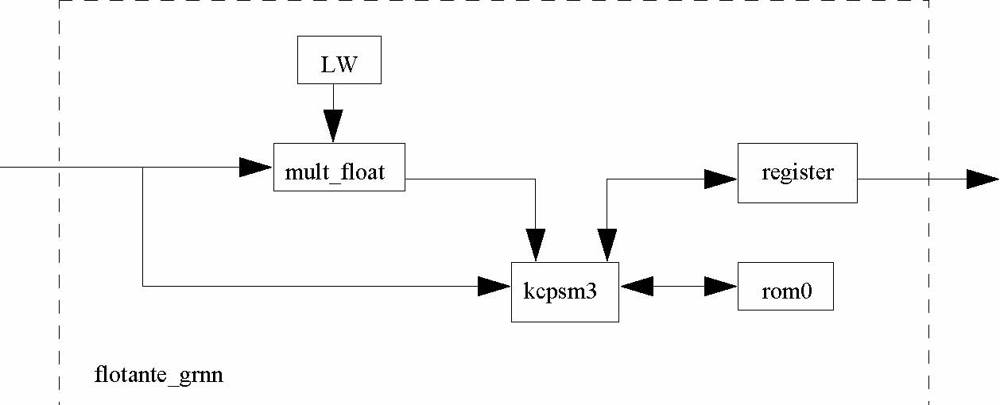 LW
mult_float
register
kcpsm3
rom0
flotante_grnn